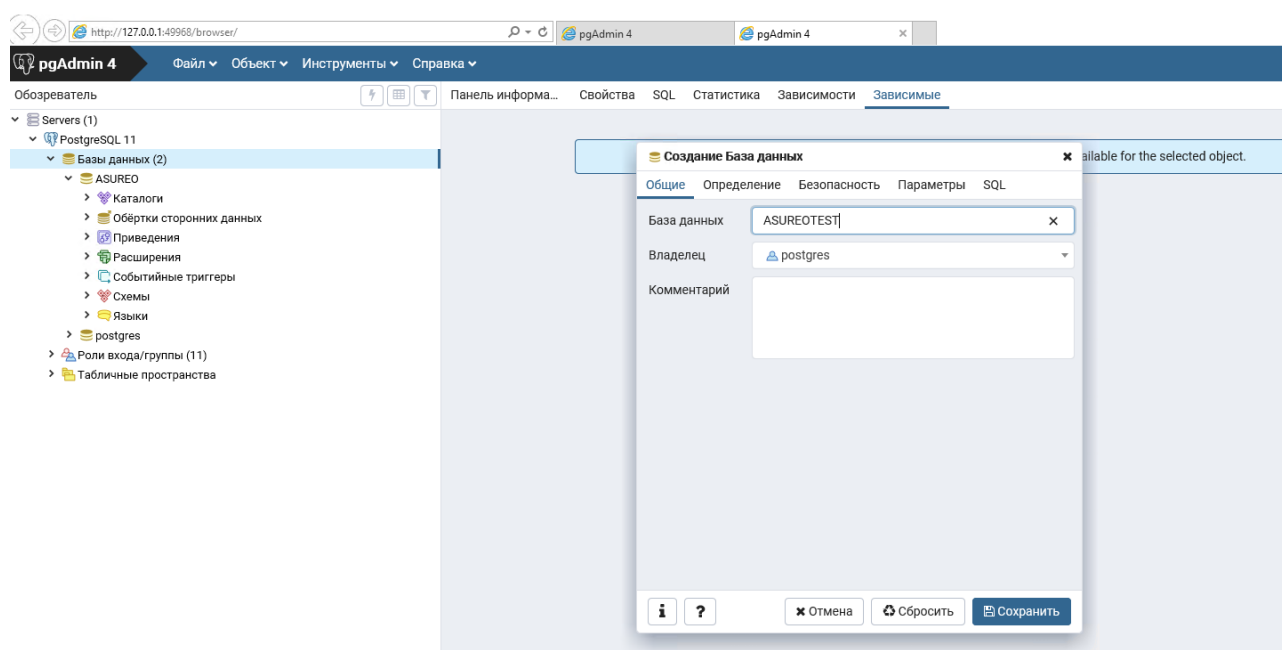 http://127.0.0.1:49968/browser/ pgAdmin 4 pgAdmin 4
pgAdmin 4 Файл Объект Инструменты Справка
Обозреватель Панель информа... Свойства SQL Статистика Зависимости Зависимые
Servers (1)
PostgreSQL 11
Базы данных (2)
ASUREO
Каталоги
Обёртки сторонних данных
Приведения
Расширения
Событийные триггеры
Схемы
Языки
postgres
Роли входа/группы (11)
Табличные пространства
ailable for the selected object.
Создание База данных
Общие Определение Безопасность Параметры SQL
База данных ASUREOTEST
Владелец postgres
Комментарий
i ? Отмена Сбросить Сохранить